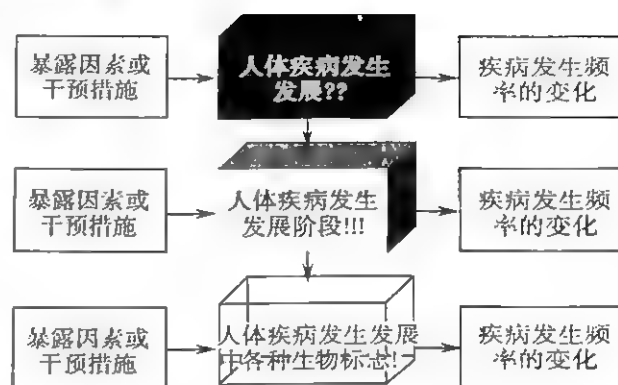 暴露因素或
干预措施
人体疾病发生
发展??
疾病发生频
率的变化
暴露因素或
干预措施
人体疾病发生
发展阶段!!!
疾病发生频
率的变化
暴露因素或
干预措施
人体疾病发生发展
中各种生物标志!
疾病发生频
率的变化